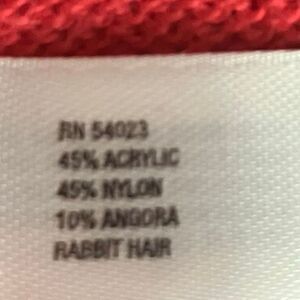 RN 54023
45% ACRYLIC
45% NYLON
10% ANGORA
RABBIT HAIR